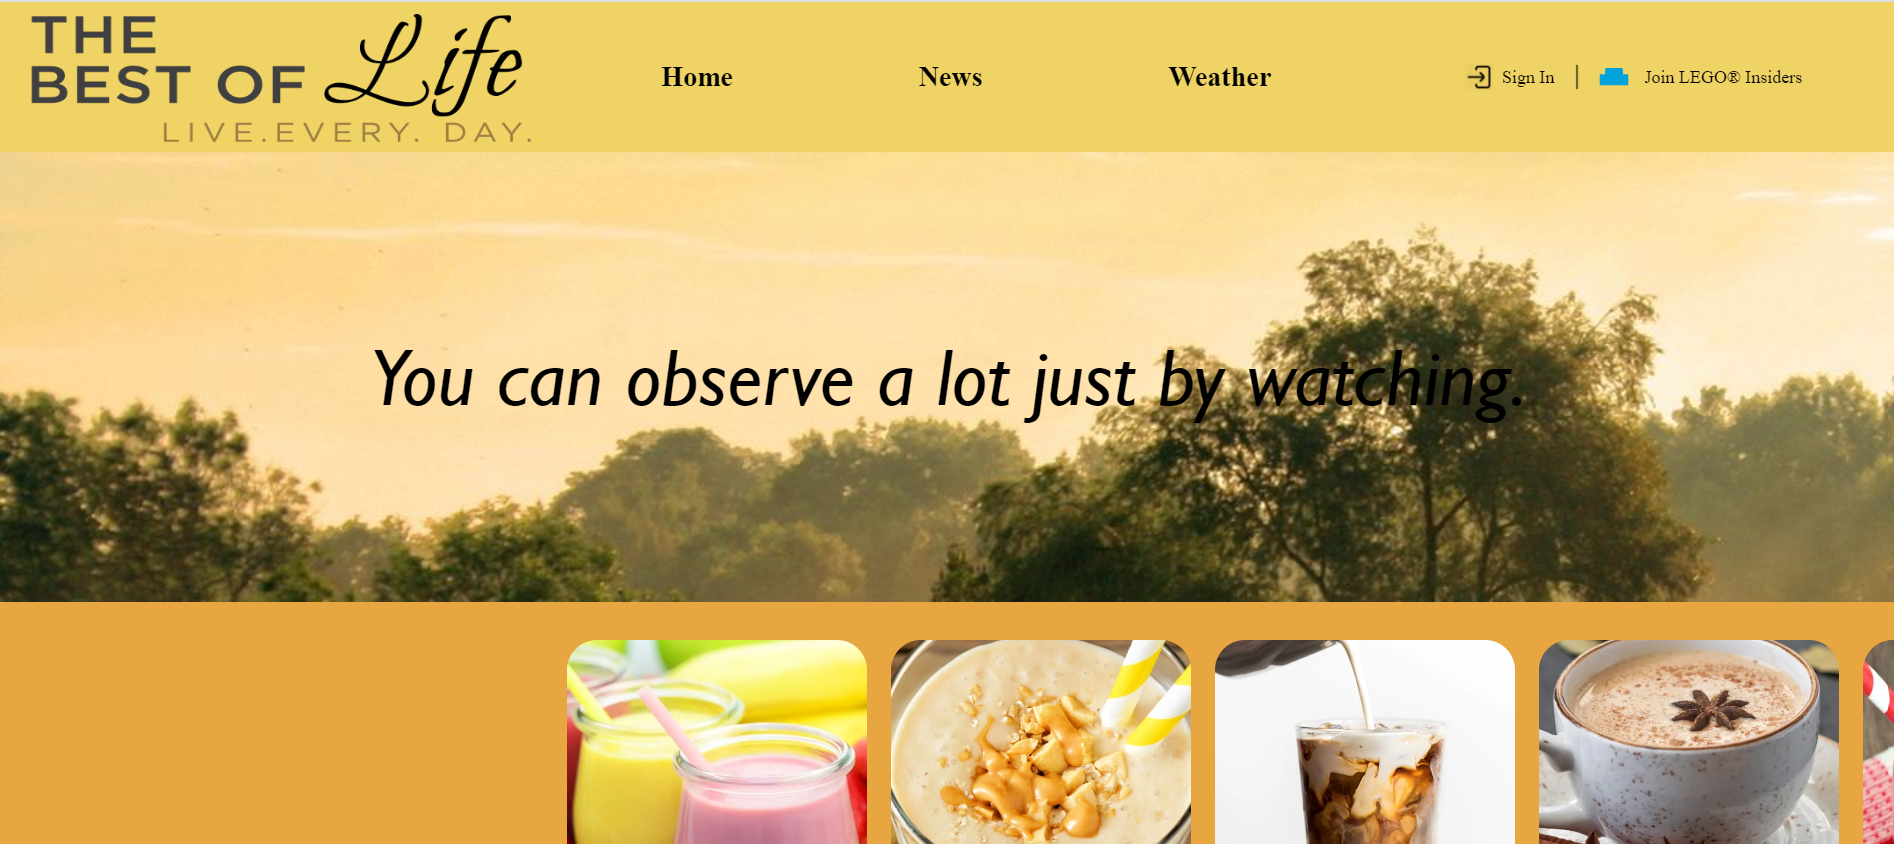 THE
BEST OF Life
LIVE.EVERY. DAY.
Home
News
Weather
Sign In
Join LEGO® Insiders
You can observe a lot just by watching.